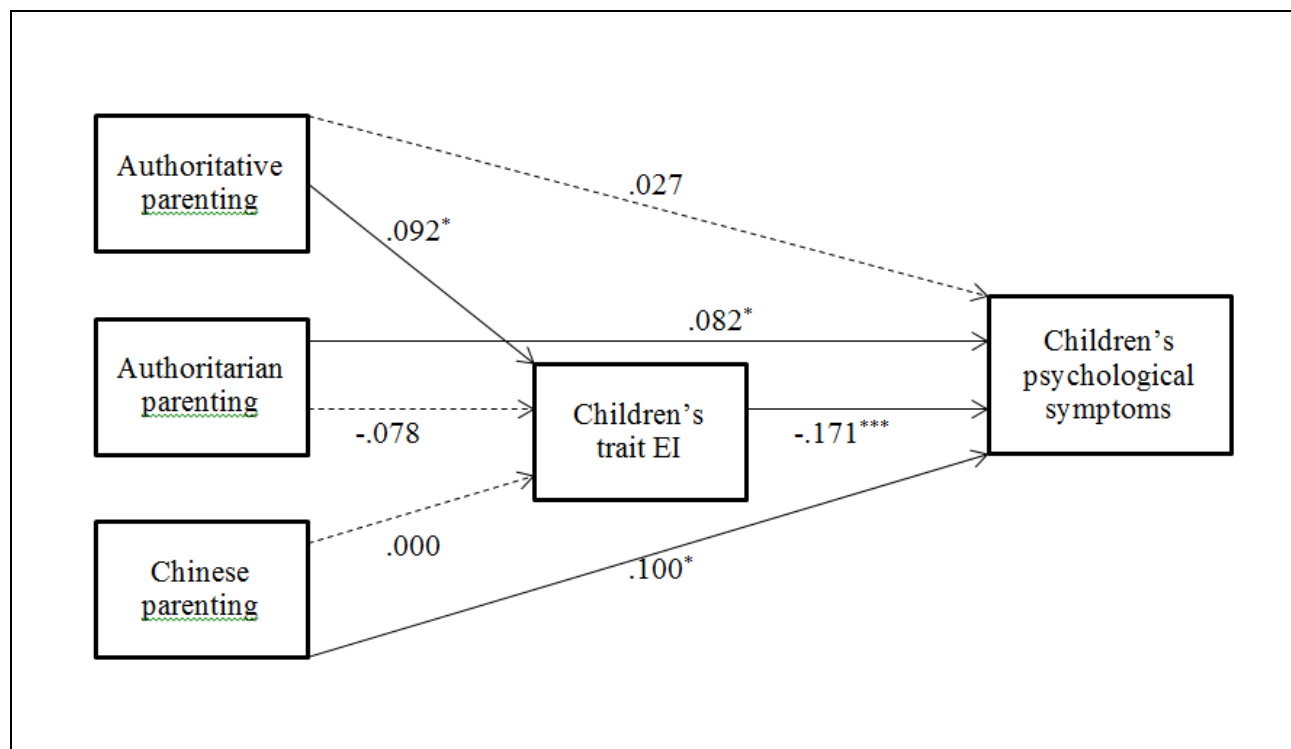 Authoritative
parenting
.027
.092*
Authoritarian
parenting
.082*
-.078
Children's
trait EI
-.171***
Children's
psychological
symptoms
Chinese
parenting
.000
.100*